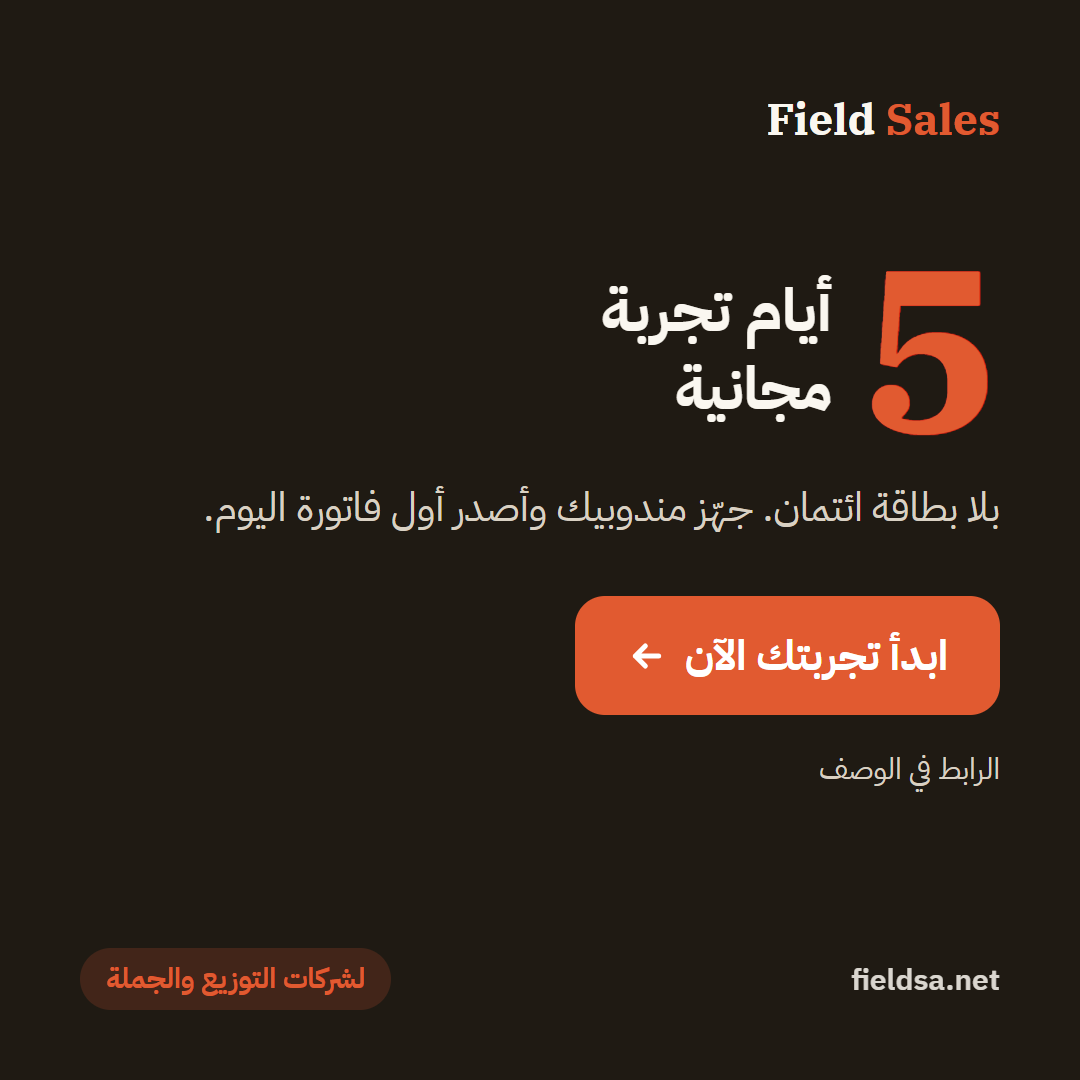 Field Sales
5 أيام تجربة
مجانية
بلا بطاقة ائتمان. جهّز مندوبيك وأصدر أول فاتورة اليوم.
ابدأ تجربتك الآن ←
الرابط في الوصف
fieldsa.net
لشركات التوزيع والجملة